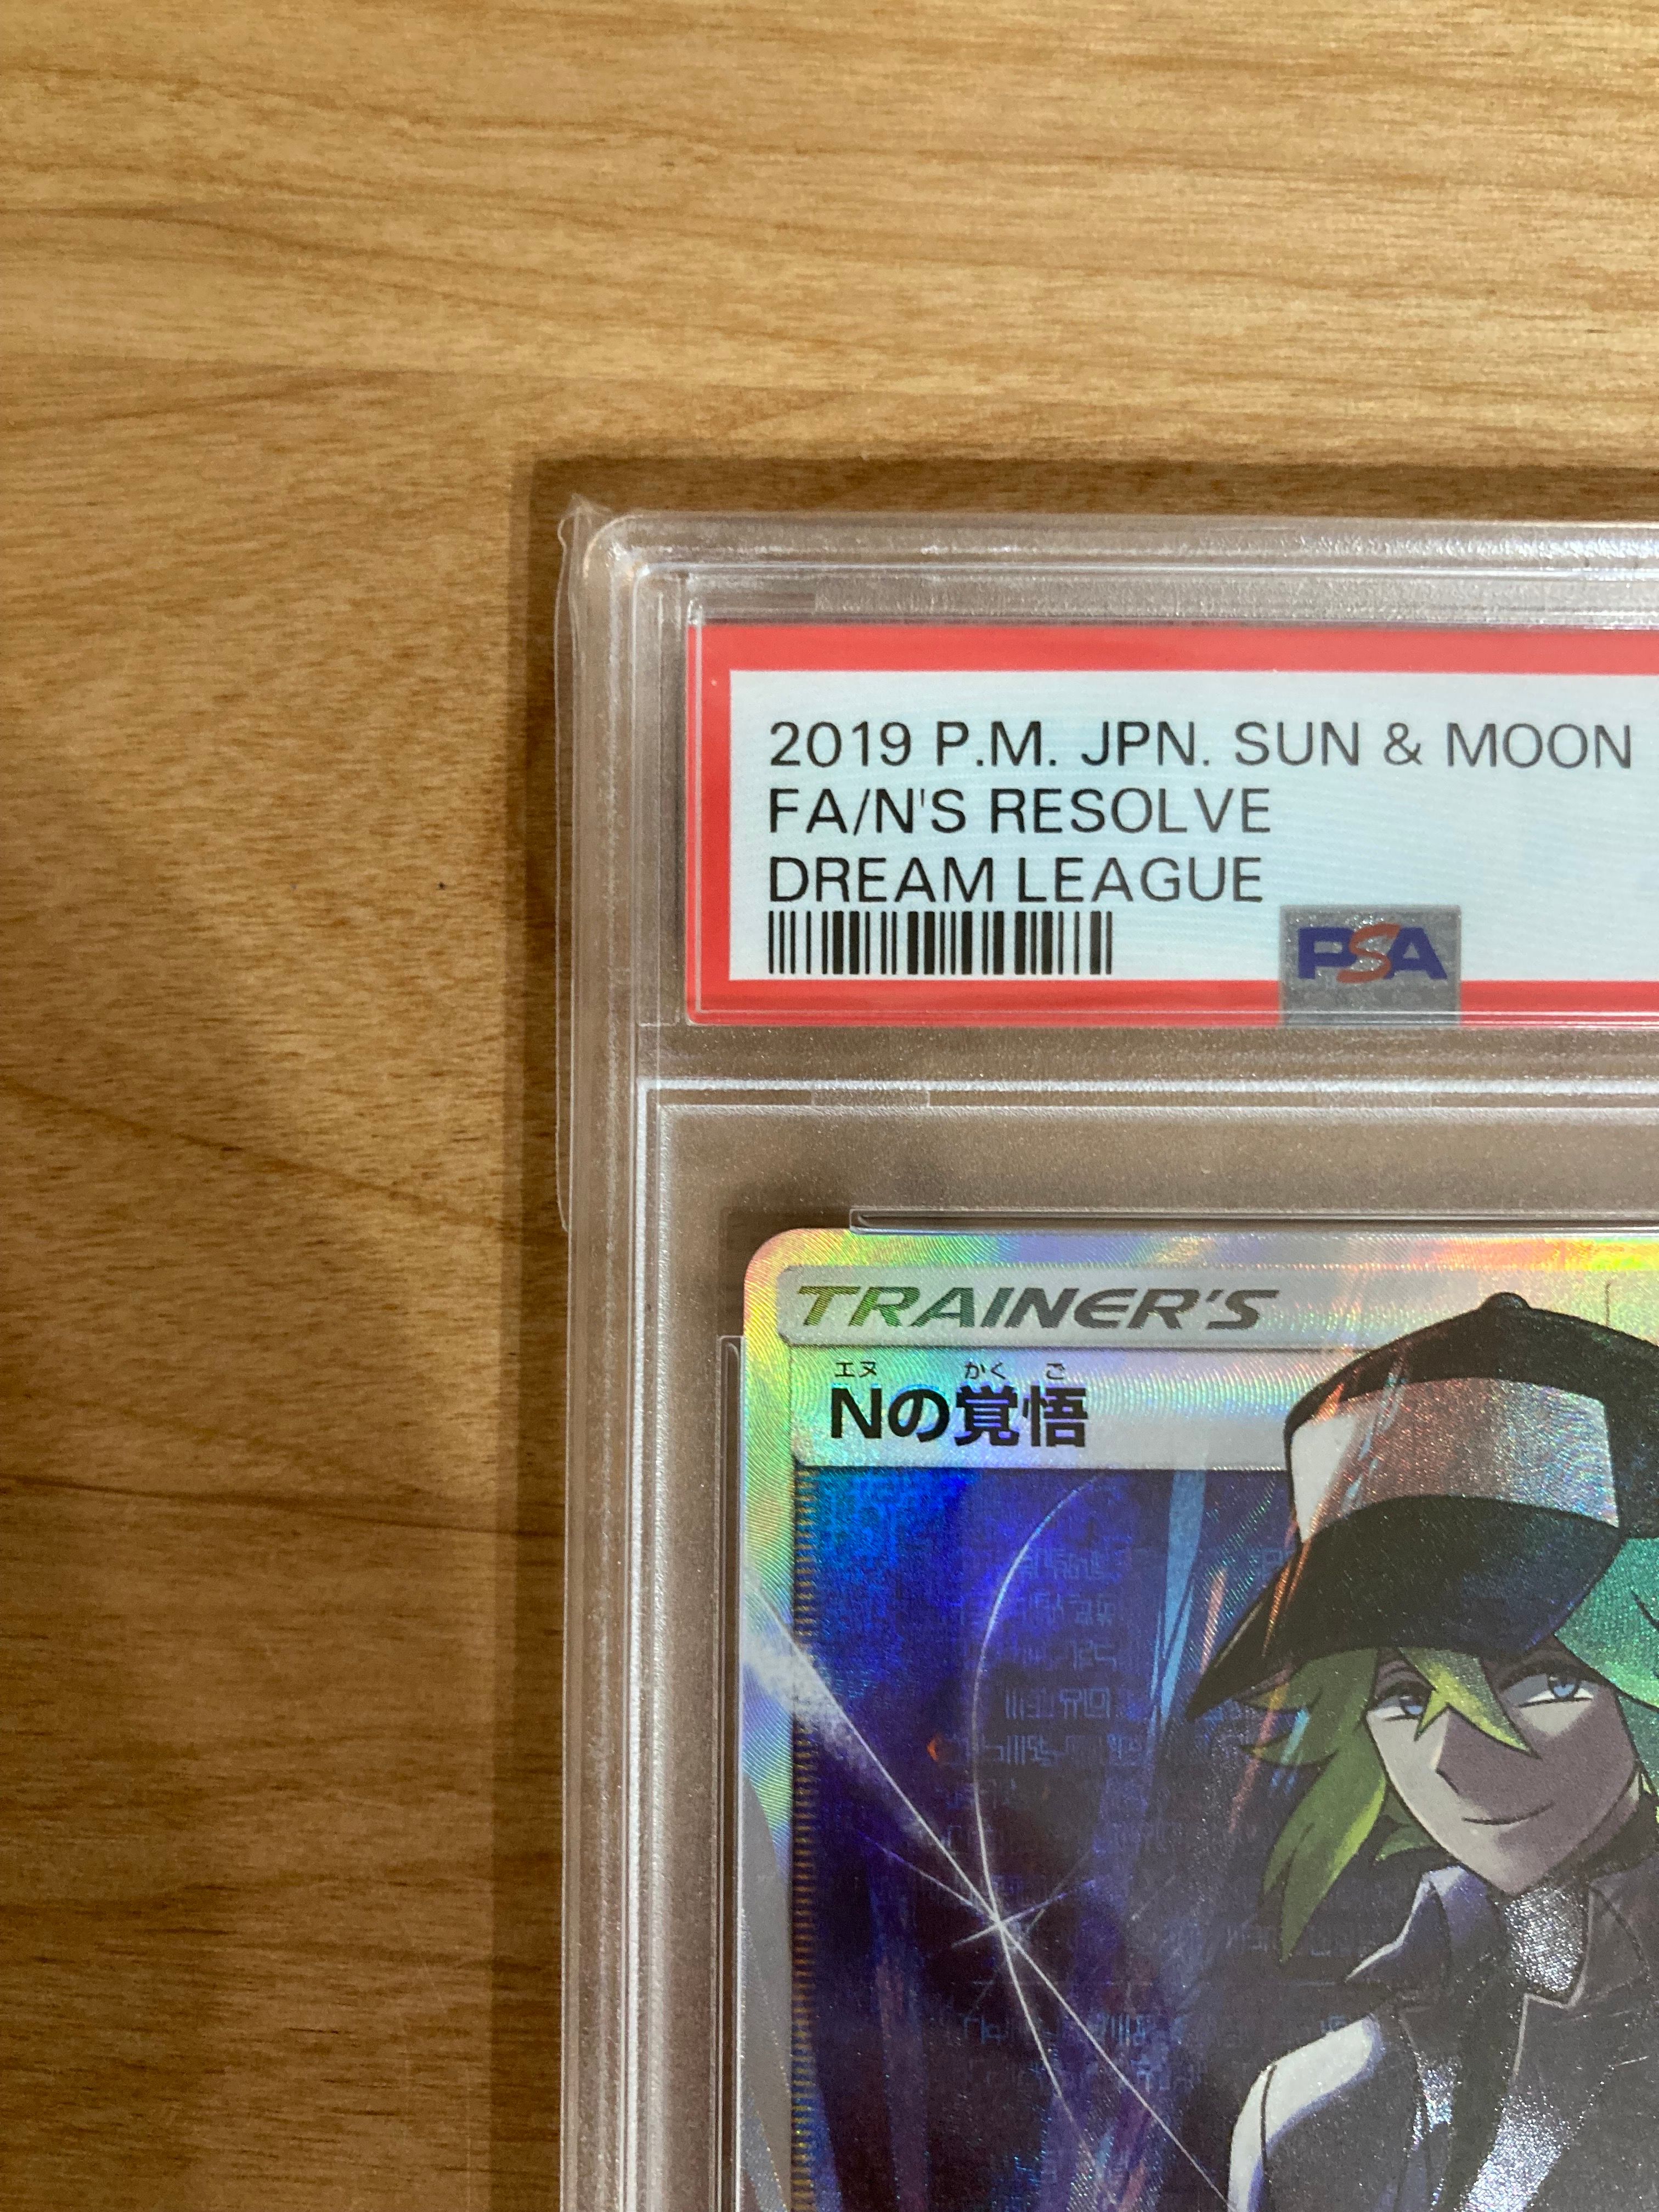 2019 P.M. JPN. SUN & MOON
FA/N'S RESOLVE
DREAM LEAGUE
PSA
TRAINER'S
エヌ かくご
Nの覚悟